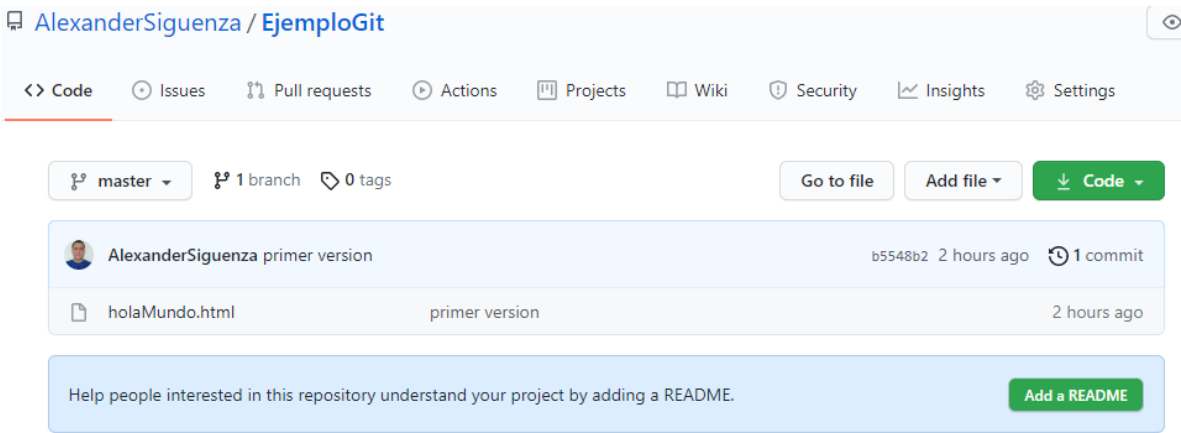 AlexanderSiguenza / EjemploGit
Code Issues Pull requests Actions Projects Wiki Security Insights Settings
master 1 branch 0 tags Go to file Add file Code
AlexanderSiguenza primer version b5548b2 2 hours ago 1 commit
holaMundo.html primer version 2 hours ago
Help people interested in this repository understand your project by adding a README. Add a README